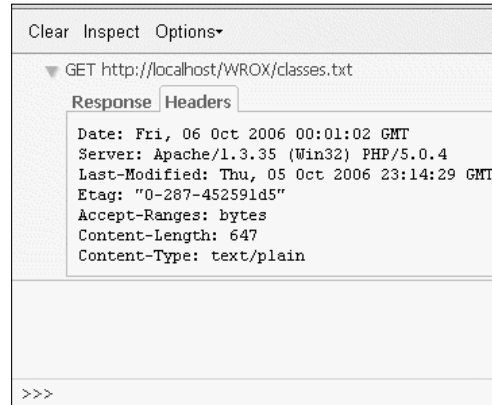 Clear Inspect Options▾
▼ GET http://localhost/WROX/classes.txt
Response Headers
Date: Fri, 06 Oct 2006 00:01:02 GMT
Server: Apache/1.3.35 (Win32) PHP/5.0.4
Last-Modified: Thu, 05 Oct 2006 23:14:29 GMT
Etag: "0-287-452591d5"
Accept-Ranges: bytes
Content-Length: 647
Content-Type: text/plain
>>>